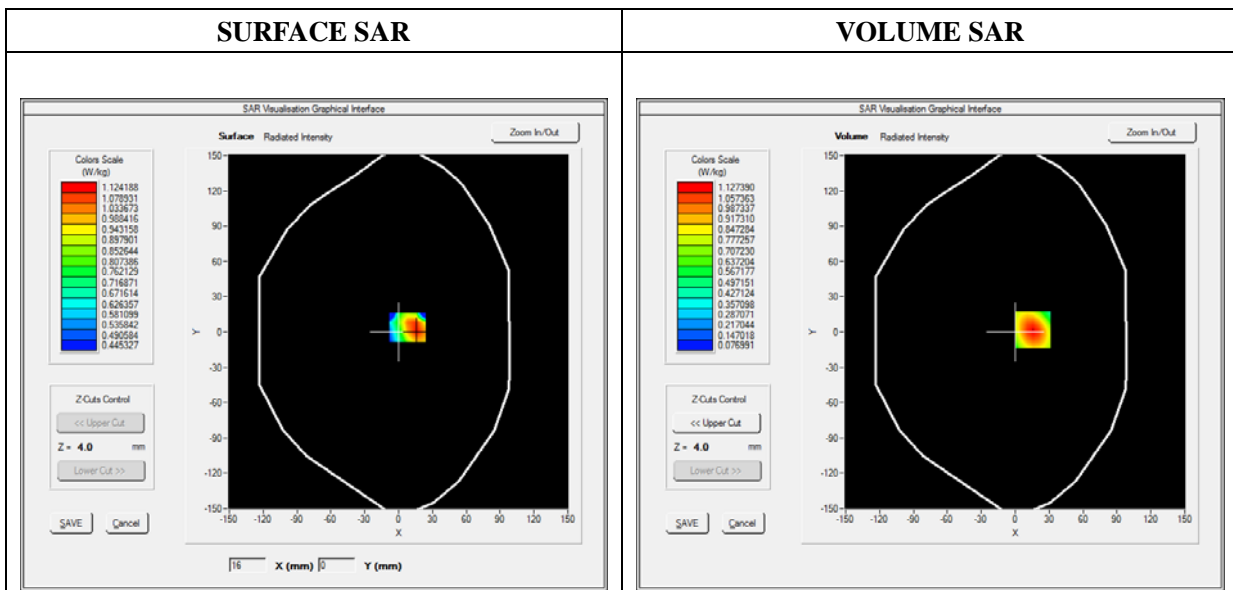 SURFACE SAR
VOLUME SAR
SAR Visualisation Graphical Interface
Surface Radiated Intensity
Zoom In/Out
Colors Scale
(W/kg)
1.124188
1.078931
1.033673
0.988416
0.943158
0.897901
0.852644
0.807386
0.762129
0.716871
0.671614
0.626357
0.581099
0.535842
0.490584
0.445327
150
120
90
60
30
0
-30
-60
-90
-120
-150
Y
-150 -120 -90 -60 -30 0 30 60 90 120 150
X
Z-Cuts Control
<< Upper Cut
Z = 4.0 mm
Lower Cut >>
SAVE Cancel
16 X (mm) 0 Y (mm)
SAR Visualisation Graphical Interface
Volume Radiated Intensity
Zoom In/Out
Colors Scale
(W/kg)
1.127390
1.057363
0.987337
0.917310
0.847284
0.777257
0.707230
0.637204
0.567177
0.497151
0.427124
0.357098
0.287071
0.217044
0.147018
0.076991
150
120
90
60
30
0
-30
-60
-90
-120
-150
Y
-150 -120 -90 -60 -30 0 30 60 90 120 150
X
Z-Cuts Control
<< Upper Cut
Z = 4.0 mm
Lower Cut >>
SAVE Cancel